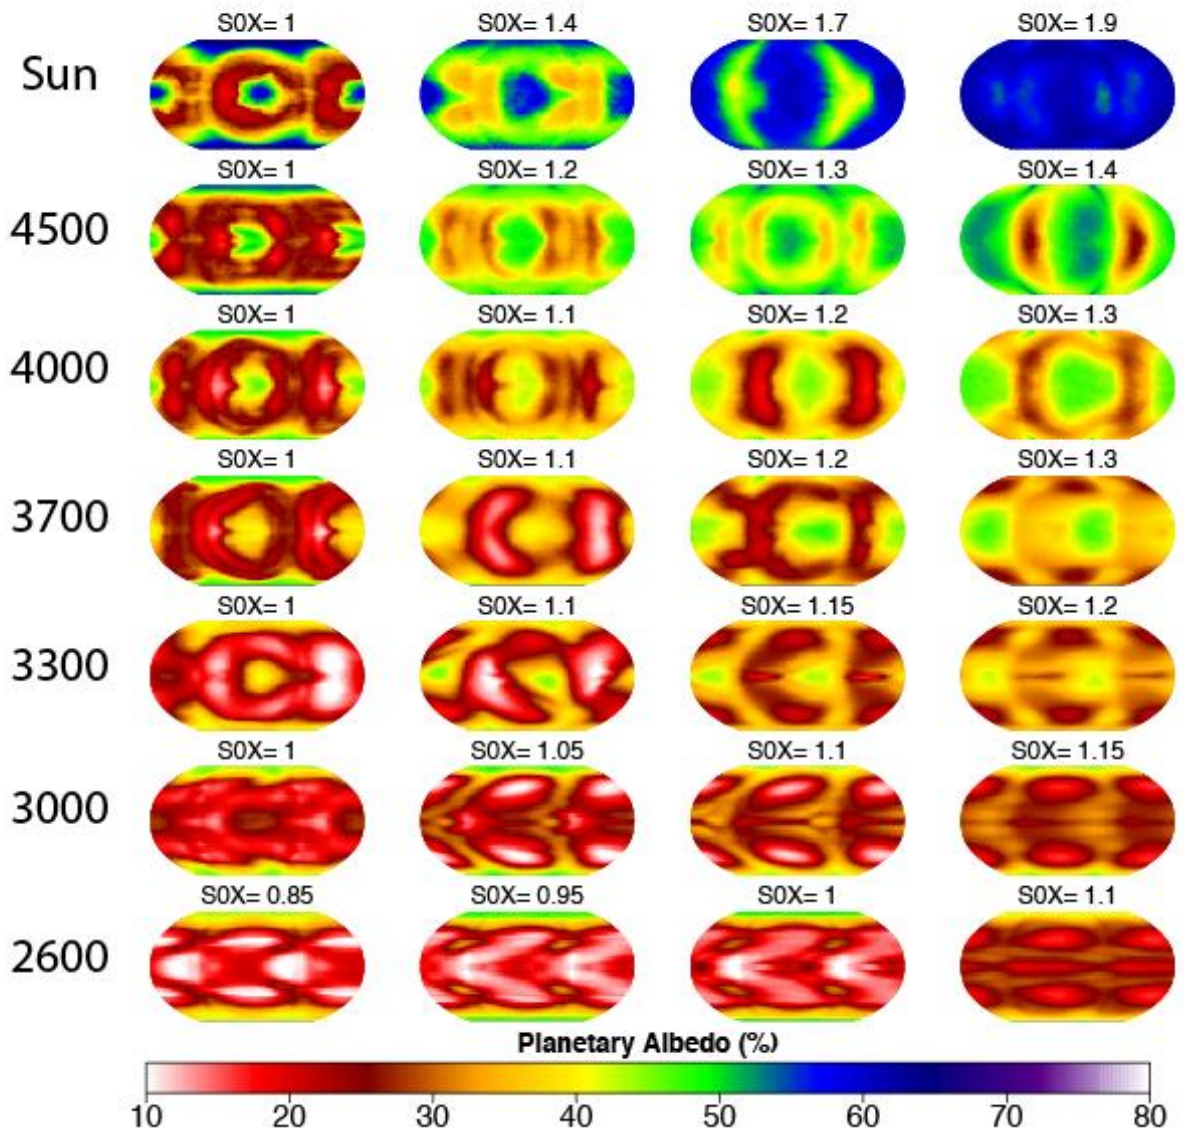 S0X= 1 S0X= 1.4 S0X= 1.7 S0X= 1.9
Sun
S0X= 1 S0X= 1.2 S0X= 1.3 S0X= 1.4
4500
S0X= 1 S0X= 1.1 S0X= 1.2 S0X= 1.3
4000
S0X= 1 S0X= 1.1 S0X= 1.2 S0X= 1.3
3700
S0X= 1 S0X= 1.1 S0X= 1.15 S0X= 1.2
3300
S0X= 1 S0X= 1.05 S0X= 1.1 S0X= 1.15
3000
S0X= 0.85 S0X= 0.95 S0X= 1 S0X= 1.1
2600
Planetary Albedo (%)
10 20 30 40 50 60 70 80